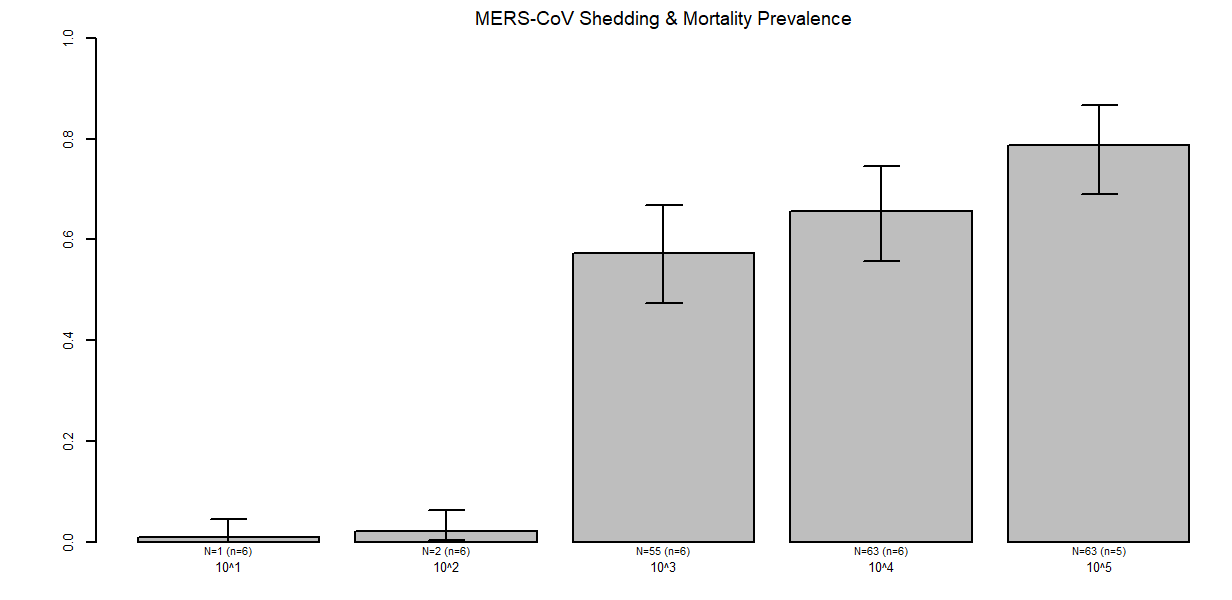 MERS-CoV Shedding & Mortality Prevalence
1.0
0.8
0.6
0.4
0.2
0.0
N=1 (n=6) N=2 (n=6) N=55 (n=6) N=63 (n=6) N=63 (n=5)
10^1 10^2 10^3 10^4 10^5